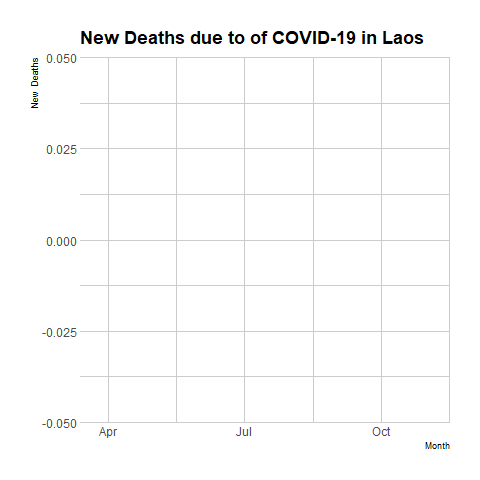 New Deaths due to of COVID-19 in Laos
New Deaths
0.050
0.025
0.000
-0.025
-0.050
Apr Jul Oct
Month